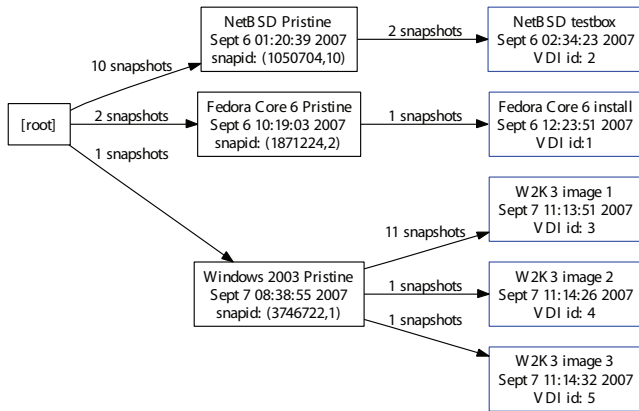 NetBSD Pristine
Sept 6 01:20:39 2007
snapid: (1050704,10)
2 snapshots
NetBSD testbox
Sept 6 02:34:23 2007
VDI id: 2
10 snapshots
[root]
2 snapshots
Fedora Core 6 Pristine
Sept 6 10:19:03 2007
snapid: (1871224,2)
1 snapshots
Fedora Core 6 install
Sept 6 12:23:51 2007
VDI id:1
1 snapshots
Windows 2003 Pristine
Sept 7 08:38:55 2007
snapid: (3746722,1)
11 snapshots
W2K3 image 1
Sept 7 11:13:51 2007
VDI id: 3
1 snapshots
W2K3 image 2
Sept 7 11:14:26 2007
VDI id: 4
1 snapshots
W2K3 image 3
Sept 7 11:14:32 2007
VDI id: 5